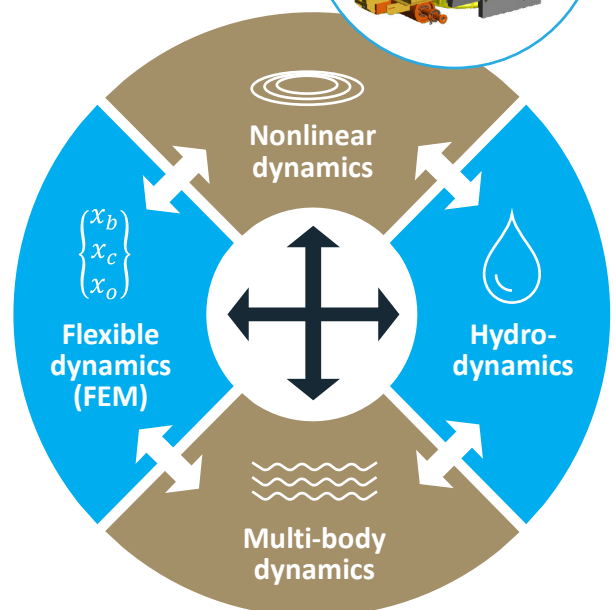 Nonlinear
dynamics
x_b
x_c
x_o
Flexible
dynamics
(FEM)
Hydro-
dynamics
Multi-body
dynamics